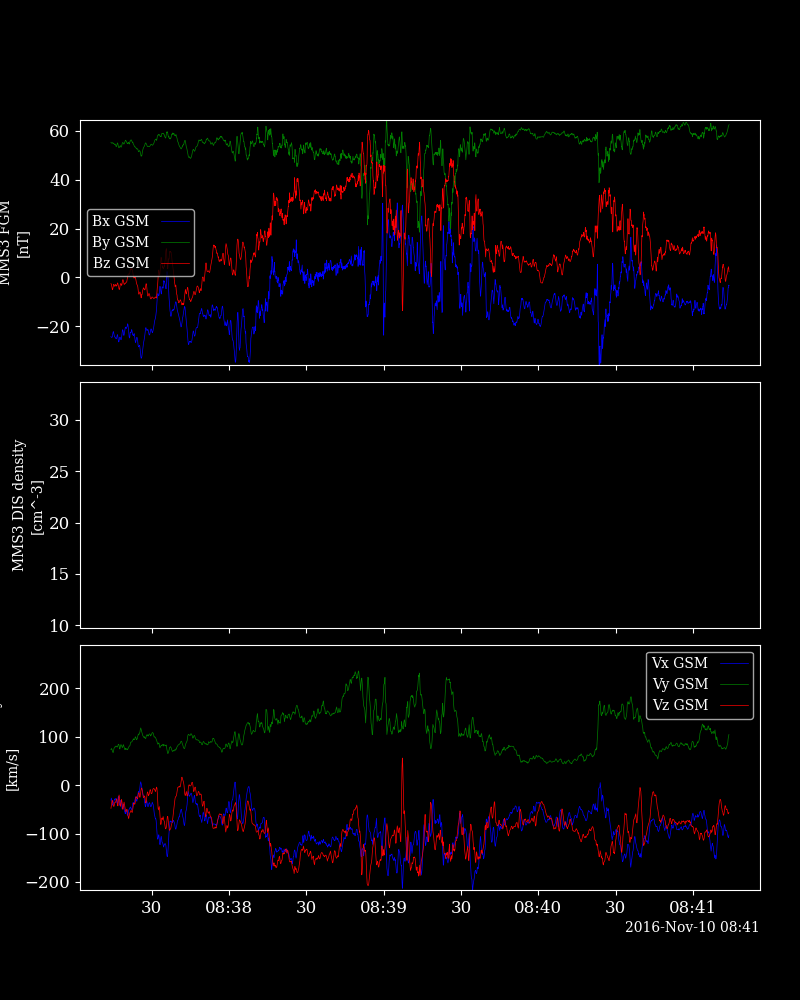 60
40
20
0
−20
MMS3 FGM
[nT]
Bx GSM
By GSM
Bz GSM
30
25
20
15
10
MMS3 DIS density
[cm^-3]
200
100
0
−100
−200
[km/s]
Vx GSM
Vy GSM
Vz GSM
30 08:38 30 08:39 30 08:40 30 08:41
2016-Nov-10 08:41